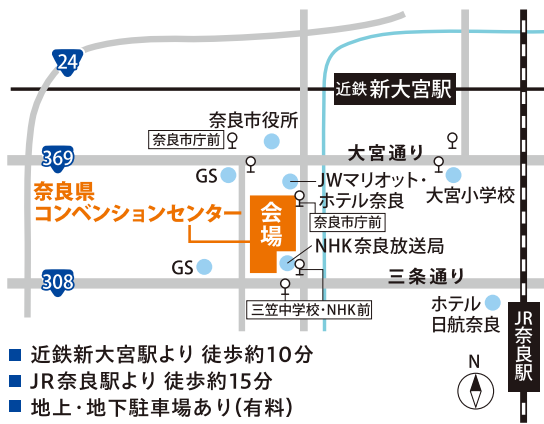 24
近鉄 新大宮駅
奈良市役所
奈良市庁前
大宮通り
369
GS
JWマリオット・
ホテル奈良
大宮小学校
奈良県
コンベンションセンター
会場
奈良市庁前
NHK奈良放送局
GS
三条通り
308
三笠中学校・NHK前
ホテル
日航奈良
JR奈良駅
近鉄新大宮駅より 徒歩約10分
JR奈良駅より 徒歩約15分
地上・地下駐車場あり(有料)
N